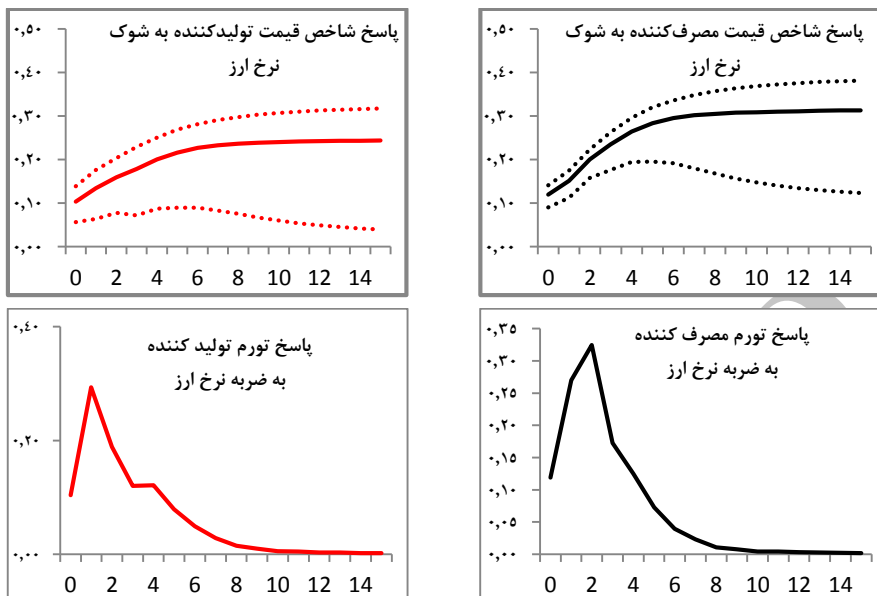 پاسخ شاخص قیمت مصرف‌کننده به شوک
نرخ ارز
۰,۵۰
۰,۴۰
۰,۳۰
۰,۲۰
۰,۱۰
۰,۰۰
0 2 4 6 8 10 12 14
پاسخ شاخص قیمت تولیدکننده به شوک
نرخ ارز
۰,۵۰
۰,۴۰
۰,۳۰
۰,۲۰
۰,۱۰
۰,۰۰
0 2 4 6 8 10 12 14
پاسخ تورم مصرف کننده
به ضربه نرخ ارز
۰,۳۵
۰,۳۰
۰,۲۵
۰,۲۰
۰,۱۵
۰,۱۰
۰,۰۵
۰,۰۰
0 2 4 6 8 10 12 14
پاسخ تورم تولید کننده
به ضربه نرخ ارز
۰,۴۰
۰,۲۰
۰,۰۰
0 2 4 6 8 10 12 14